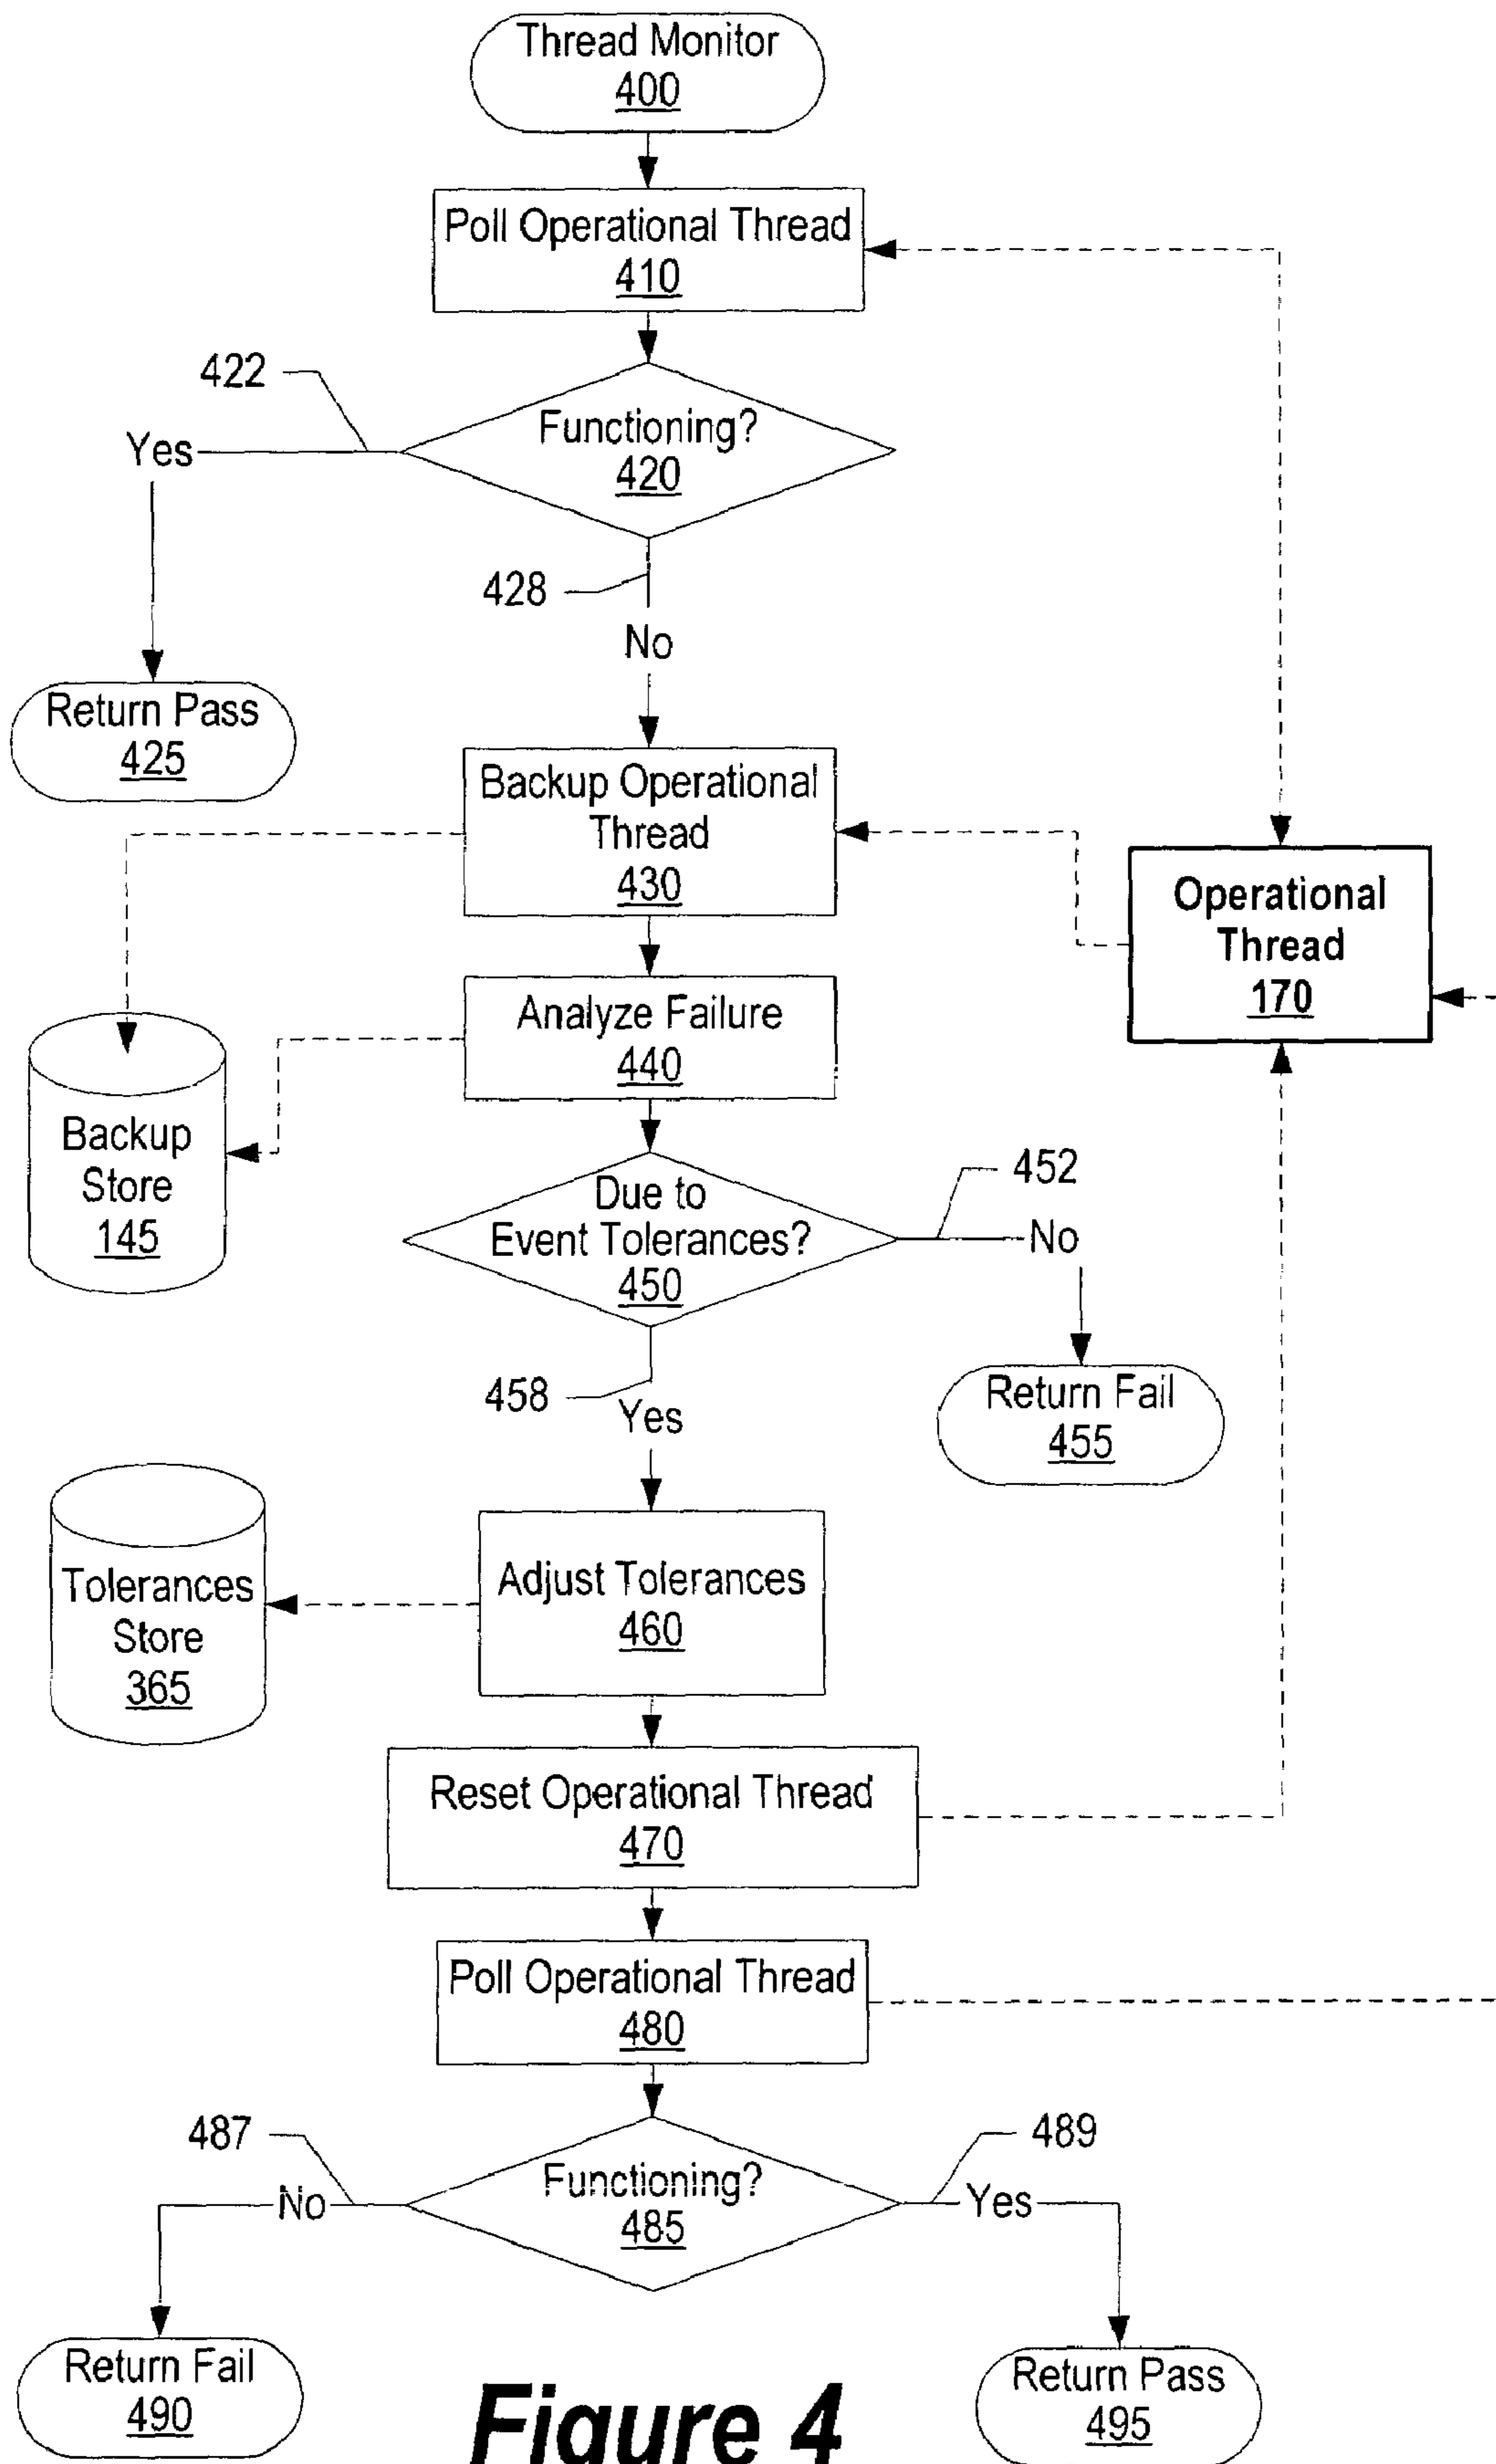 Thread Monitor
400
Poll Operational Thread
410
422
Functioning?
420
Yes
428
No
Return Pass
425
Backup Operational
Thread
430
Operational
Thread
170
Analyze Failure
440
Backup
Store
145
452
Due to
Event Tolerances?
450
No
458
Yes
Return Fail
455
Tolerances
Store
365
Adjust Tolerances
460
Reset Operational Thread
470
Poll Operational Thread
480
487
489
Functioning?
485
No
Yes
Return Fail
490
Return Pass
495
Figure 4